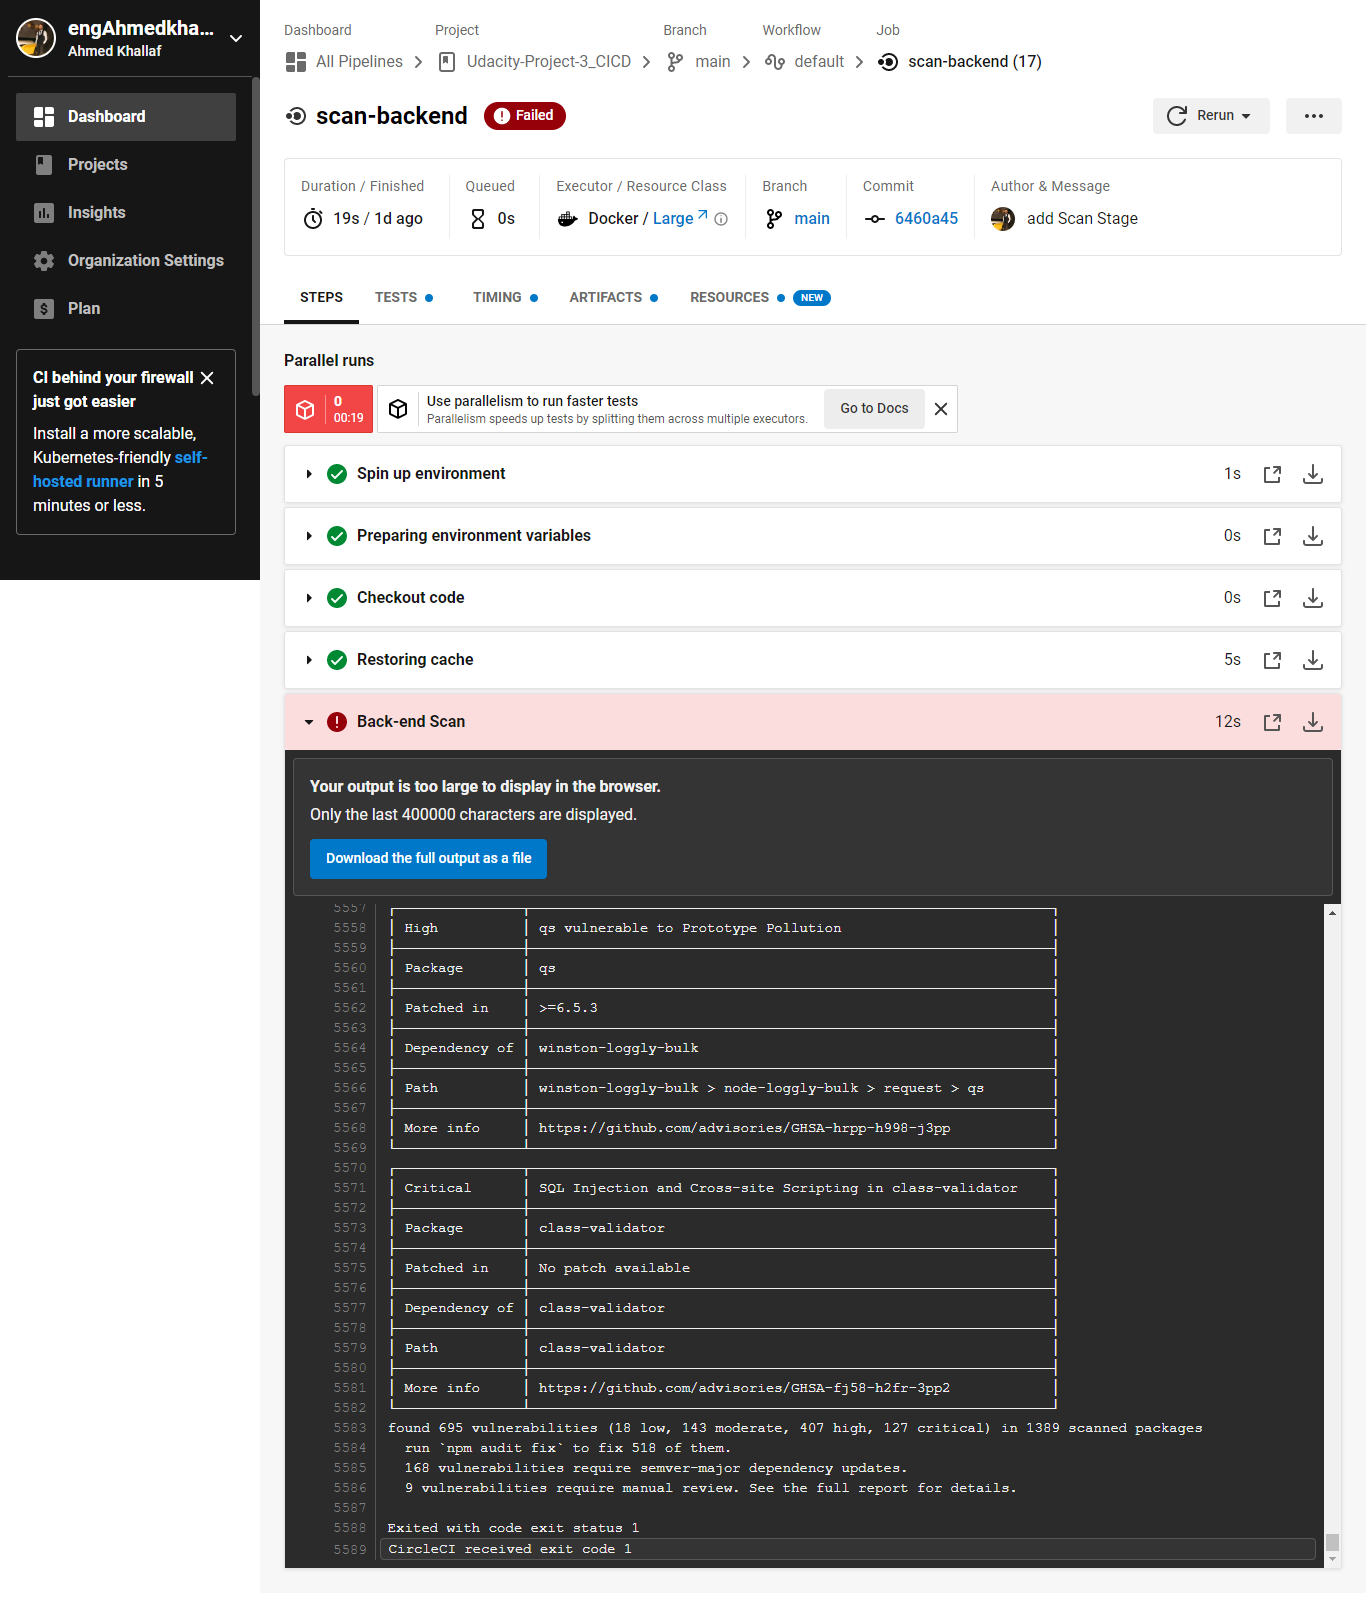 engAhmedkha...
Ahmed Khallaf
Dashboard
Projects
Insights
Organization Settings
Plan
CI behind your firewall
just got easier
Install a more scalable,
Kubernetes-friendly self-
hosted runner in 5
minutes or less.
Dashboard Project Branch Workflow Job
All Pipelines Udacity-Project-3_CICD main default scan-backend (17)
scan-backend Failed Rerun
Duration / Finished Queued Executor / Resource Class Branch Commit Author & Message
19s / 1d ago 0s Docker / Large main 6460a45 add Scan Stage
STEPS TESTS TIMING ARTIFACTS RESOURCES NEW
Parallel runs
0
00:19
Use parallelism to run faster tests
Parallelism speeds up tests by splitting them across multiple executors.
Go to Docs
Spin up environment 1s
Preparing environment variables 0s
Checkout code 0s
Restoring cache 5s
Back-end Scan 12s
Your output is too large to display in the browser.
Only the last 400000 characters are displayed.
Download the full output as a file
5557
5558 High qs vulnerable to Prototype Pollution
5559
5560 Package qs
5561
5562 Patched in >=6.5.3
5563
5564 Dependency of winston-loggly-bulk
5565
5566 Path winston-loggly-bulk > node-loggly-bulk > request > qs
5567
5568 More info https://github.com/advisories/GHSA-hrpp-h998-j3pp
5569
5570
5571 Critical SQL Injection and Cross-site Scripting in class-validator
5572
5573 Package class-validator
5574
5575 Patched in No patch available
5576
5577 Dependency of class-validator
5578
5579 Path class-validator
5580
5581 More info https://github.com/advisories/GHSA-fj58-h2fr-3pp2
5582
5583 found 695 vulnerabilities (18 low, 143 moderate, 407 high, 127 critical) in 1389 scanned packages
5584 run `npm audit fix` to fix 518 of them.
5585 168 vulnerabilities require semver-major dependency updates.
5586 9 vulnerabilities require manual review. See the full report for details.
5587
5588 Exited with code exit status 1
5589 CircleCI received exit code 1